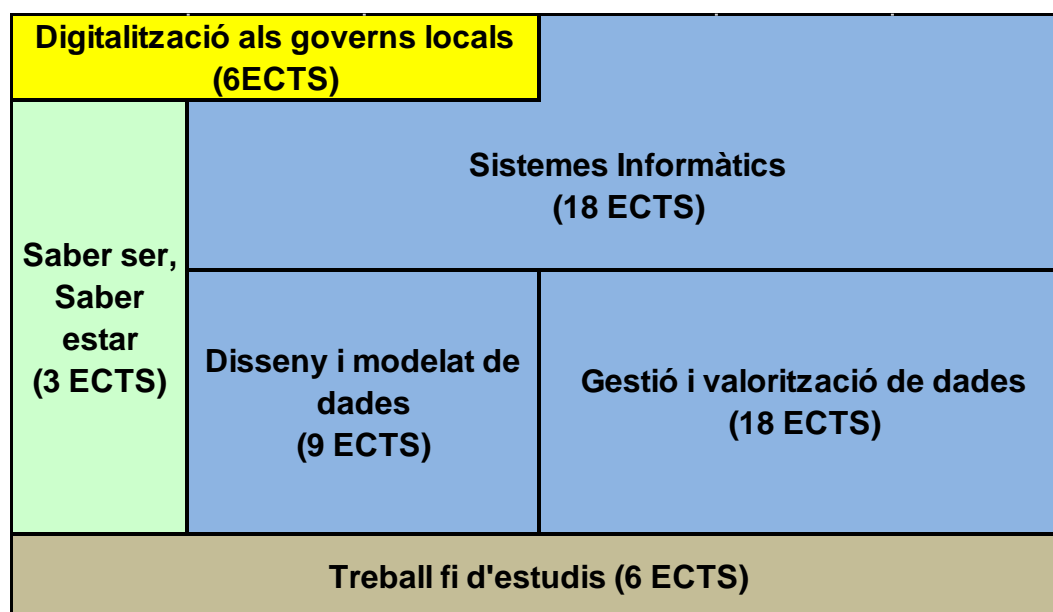 Digitalització als governs locals
(6ECTS)
Sistemes Informàtics
(18 ECTS)
Saber ser,
Saber
estar
(3 ECTS)
Disseny i modelat de
dades
(9 ECTS)
Gestió i valorització de dades
(18 ECTS)
Treball fi d'estudis (6 ECTS)